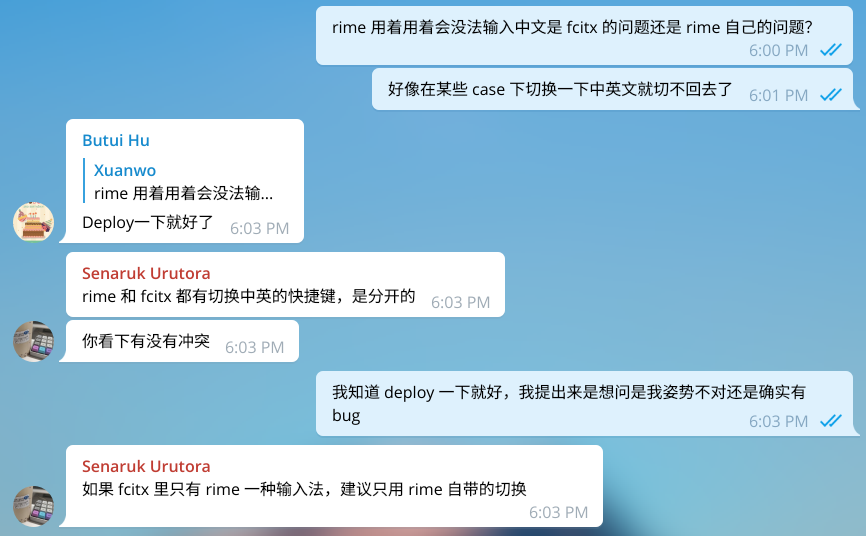 rime 用着用着会没法输入中文是 fcitx 的问题还是 rime 自己的问题？
6:00 PM
好像在某些 case 下切换一下中英文就切不回去了 6:01 PM
Butui Hu
Xuanwo
rime 用着用着会没法输...
Deploy一下就好了 6:03 PM
Senaruk Urutora
rime 和 fcitx 都有切换中英的快捷键，是分开的 6:03 PM
你看下有没有冲突 6:03 PM
我知道 deploy 一下就好，我提出来是想问是我姿势不对还是确实有
bug
6:03 PM
Senaruk Urutora
如果 fcitx 里只有 rime 一种输入法，建议只用 rime 自带的切换
6:03 PM